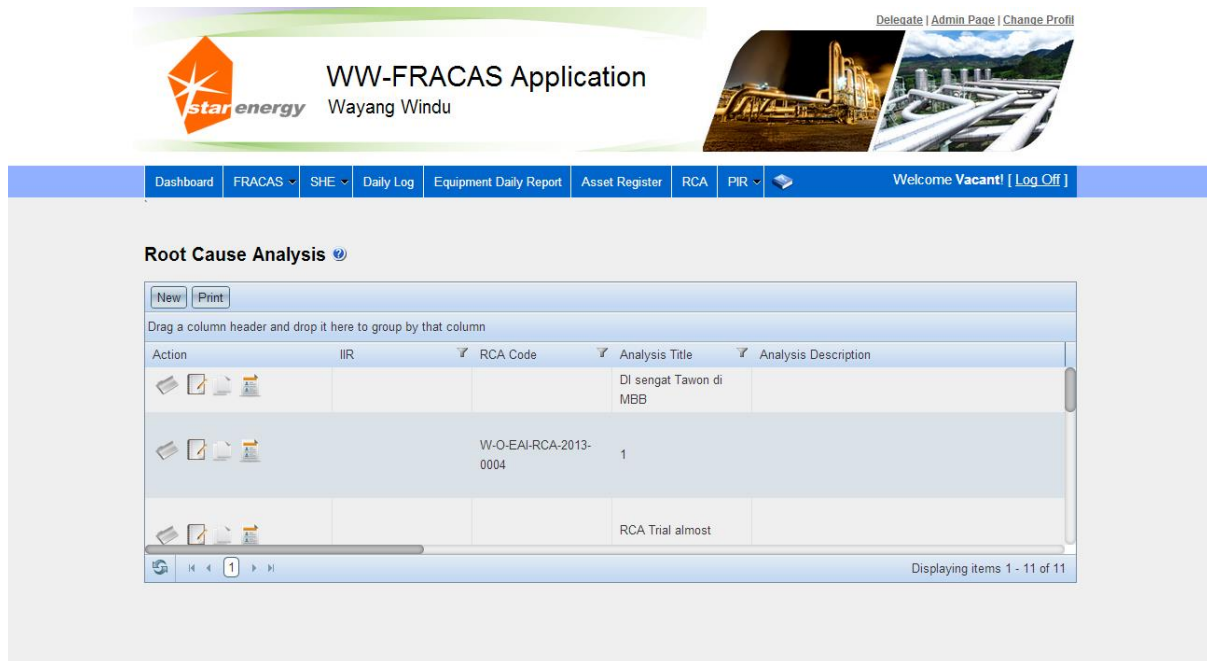 Delegate | Admin Page | Change Profil
star energy
WW-FRACAS Application
Wayang Windu
Dashboard FRACAS SHE Daily Log Equipment Daily Report Asset Register RCA PIR Welcome Vacant! [ Log Off ]
Root Cause Analysis
New Print
Drag a column header and drop it here to group by that column
Action IIR RCA Code Analysis Title Analysis Description
DI sengat Tawon di
MBB
W-O-EAI-RCA-2013-
0004
1
RCA Trial almost
1
Displaying items 1 - 11 of 11